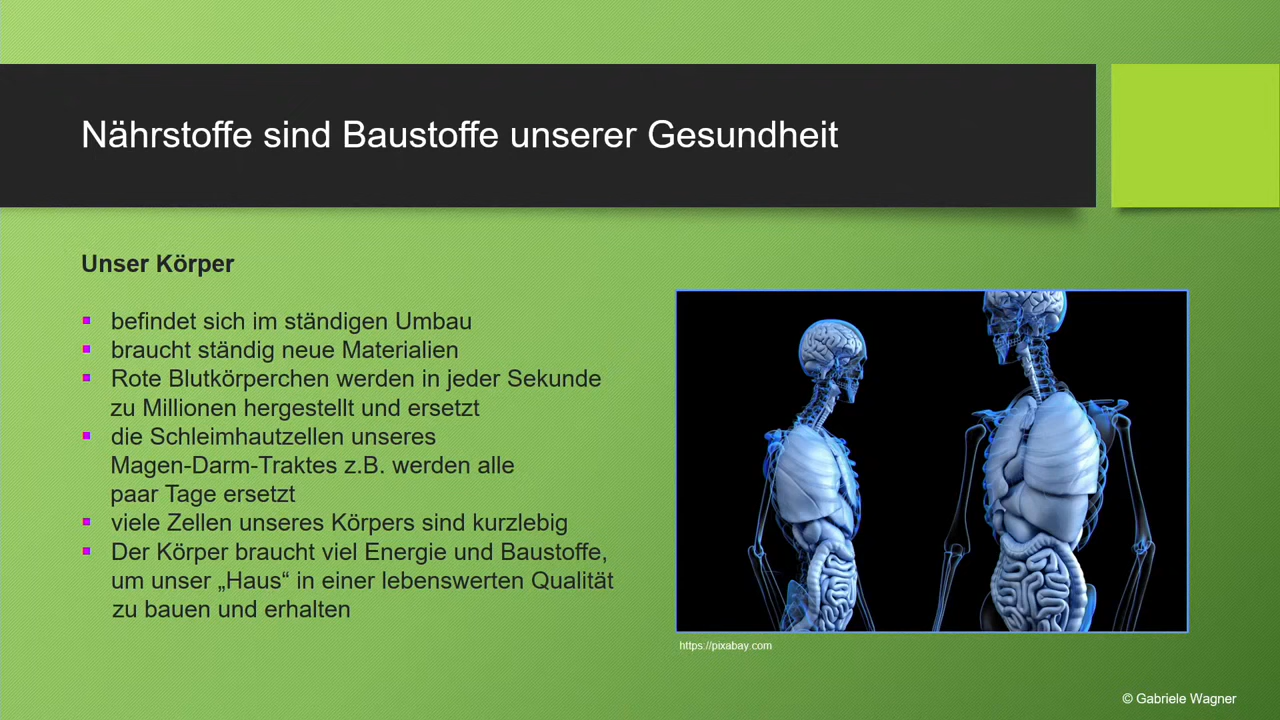 Nährstoffe sind Baustoffe unserer Gesundheit
Unser Körper
befindet sich im ständigen Umbau
braucht ständig neue Materialien
Rote Blutkörperchen werden in jeder Sekunde
zu Millionen hergestellt und ersetzt
die Schleimhautzellen unseres
Magen-Darm-Traktes z.B. werden alle
paar Tage ersetzt
viele Zellen unseres Körpers sind kurzlebig
Der Körper braucht viel Energie und Baustoffe,
um unser „Haus“ in einer lebenswerten Qualität
zu bauen und erhalten
https://pixabay.com
© Gabriele Wagner